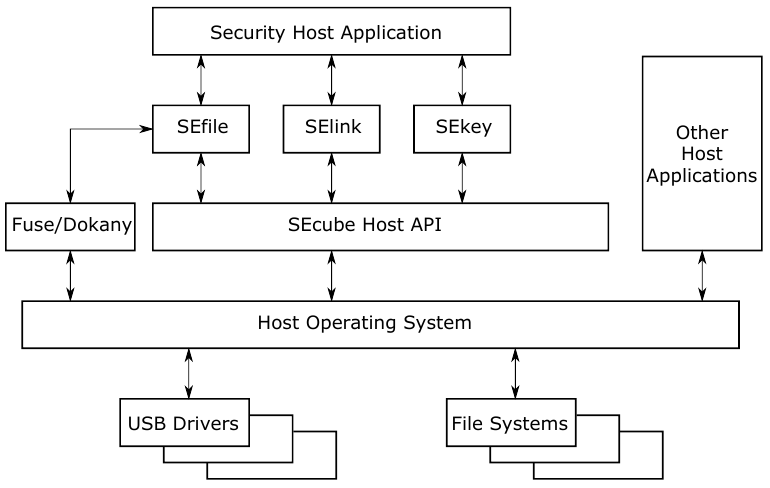 Security Host Application
SEfile
SElink
SEkey
Other
Host
Applications
Fuse/Dokany
SEcube Host API
Host Operating System
USB Drivers
File Systems